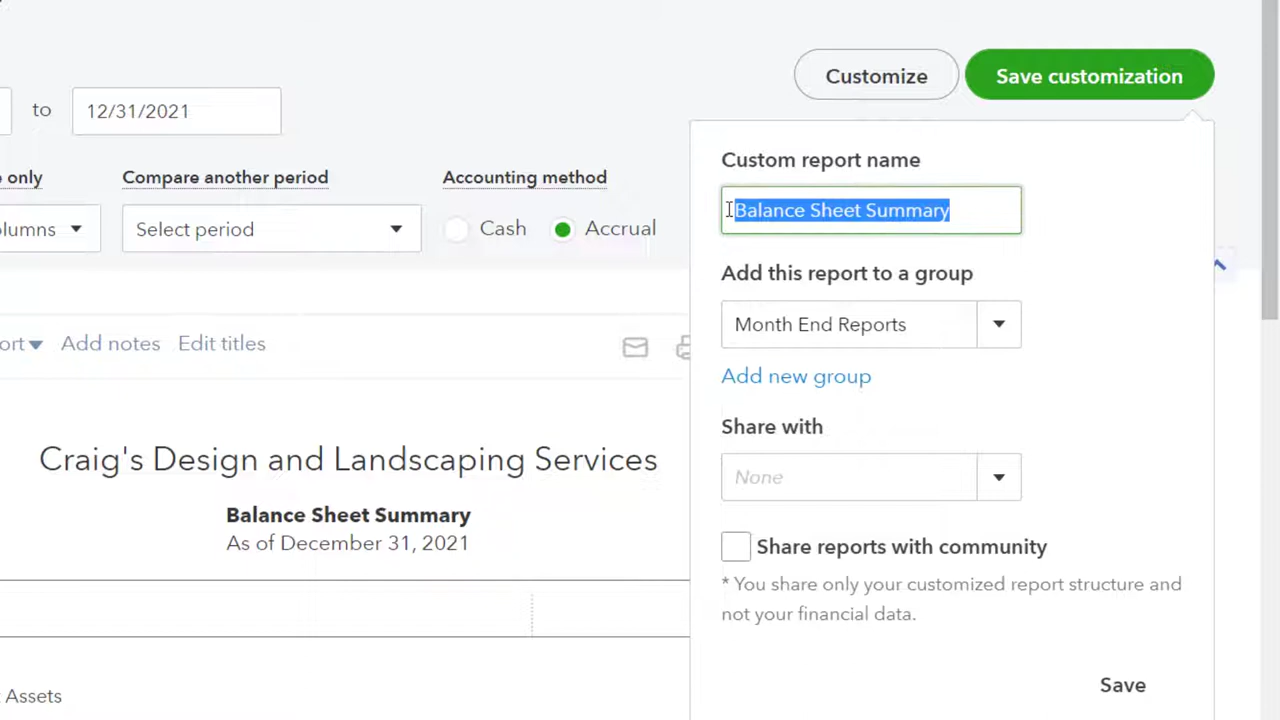 Customize
Save customization
to
12/31/2021
Custom report name
only
Compare another period
Accounting method
Balance Sheet Summary
Select period
Cash
Accrual
Add this report to a group
Month End Reports
Add notes
Edit titles
Add new group
Share with
Craig's Design and Landscaping Services
None
Balance Sheet Summary
As of December 31, 2021
Share reports with community
* You share only your customized report structure and
not your financial data.
Save
Assets